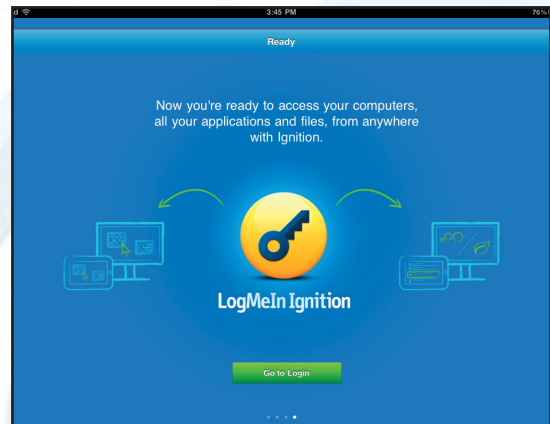 d 3:45 PM 76%
Ready
Now you're ready to access your computers,
all your applications and files, from anywhere
with Ignition.
LogMeIn Ignition
Go to Login